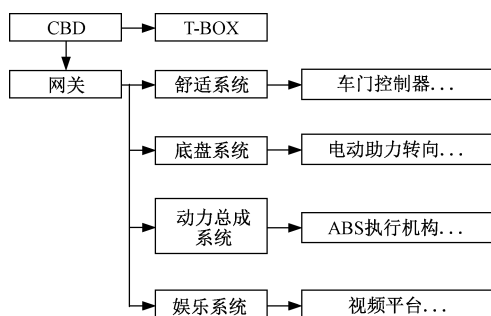 CBD
T-BOX
网关
舒适系统
车门控制器...
底盘系统
电动助力转向...
动力总成
系统
ABS执行机构...
娱乐系统
视频平台...